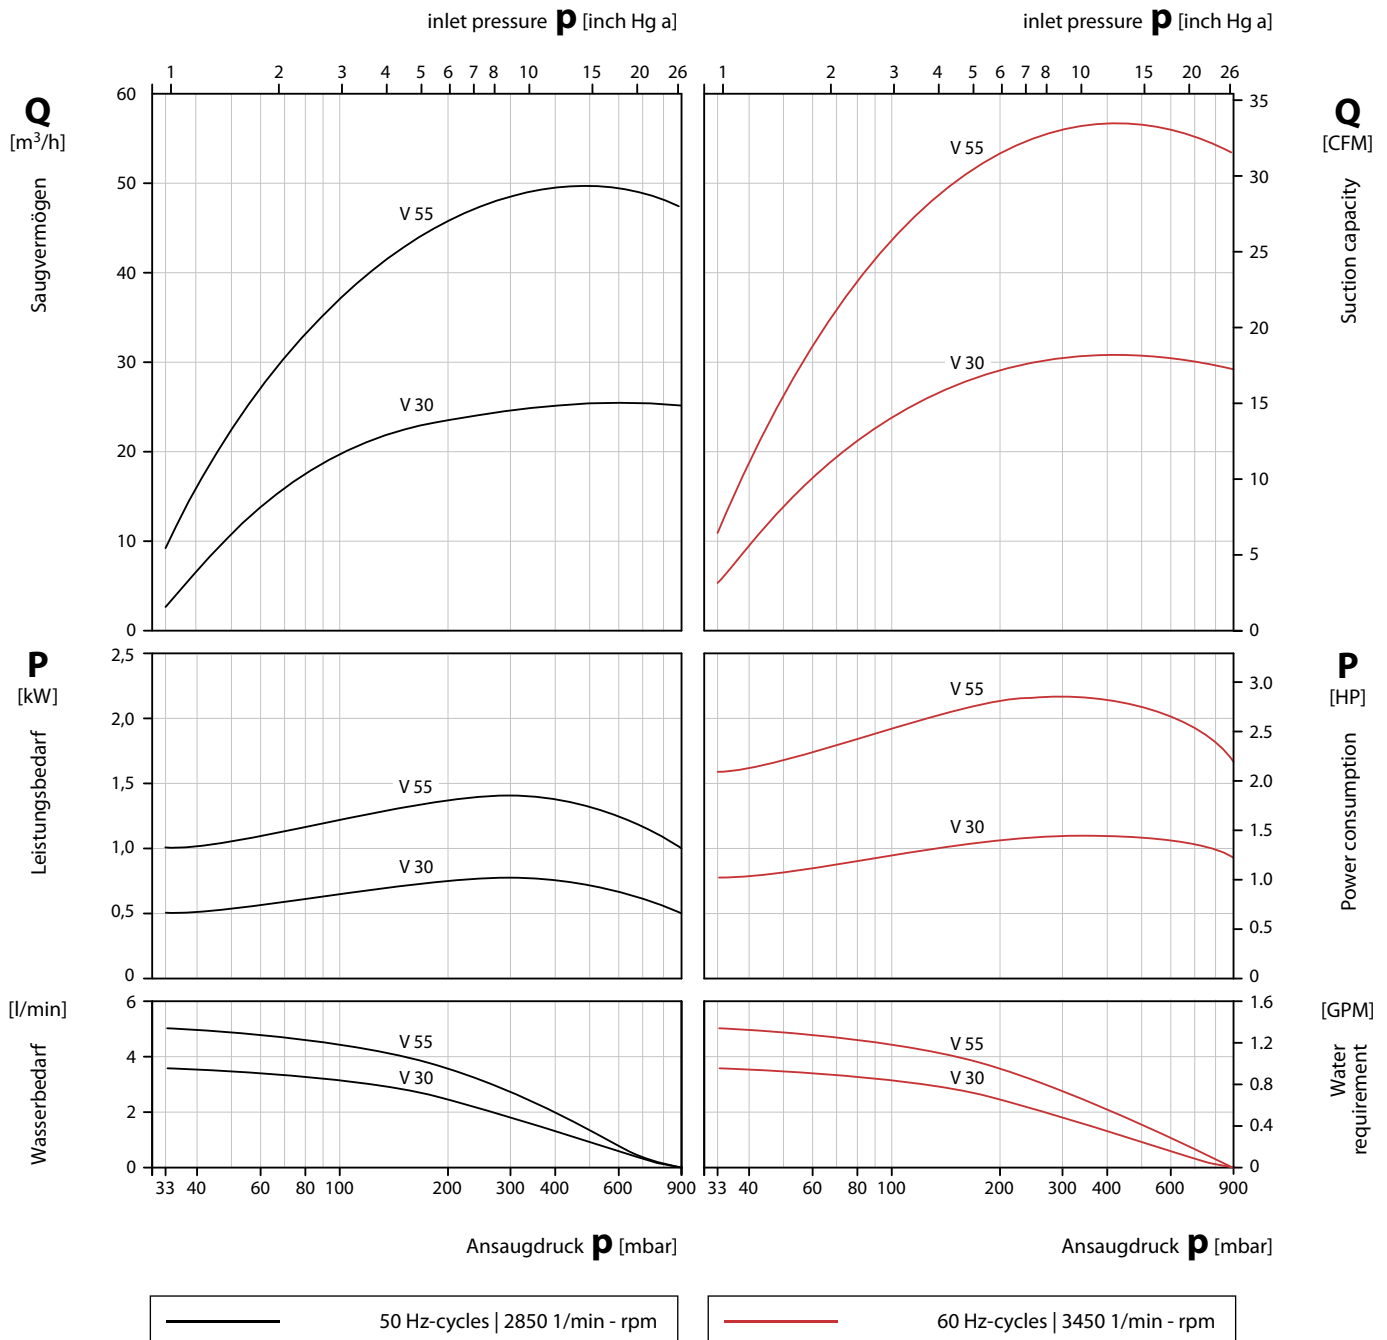 inlet pressure p [inch Hg a]
inlet pressure p [inch Hg a]
1 2 3 4 5 6 7 8 10 15 20 26
1 2 3 4 5 6 7 8 10 15 20 26
Q
[m³/h]
Saugvermögen
60
50
40
30
20
10
0
V 55
V 30
V 55
V 30
35
30
25
20
15
10
5
0
Q
[CFM]
Suction capacity
P
[kW]
Leistungsbedarf
2,5
2,0
1,5
1,0
0,5
0
V 55
V 30
V 55
V 30
3.0
2.5
2.0
1.5
1.0
0.5
0
P
[HP]
Power consumption
[l/min]
Wasserbedarf
6
4
2
0
V 55
V 30
V 55
V 30
1.6
1.2
0.8
0.4
0
[GPM]
Water
requirement
33 40 60 80 100 200 300 400 600 900
33 40 60 80 100 200 300 400 600 900
Ansaugdruck p [mbar]
Ansaugdruck p [mbar]
50 Hz-cycles | 2850 1/min - rpm
60 Hz-cycles | 3450 1/min - rpm